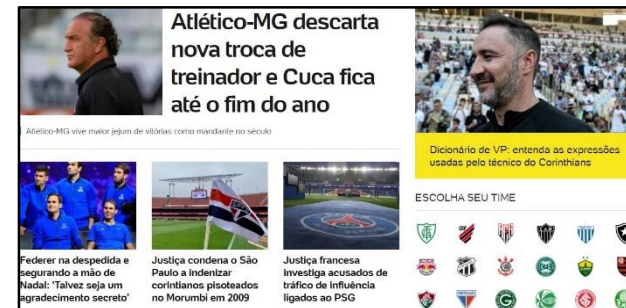 Atlético-MG descarta
nova troca de
treinador e Cuca fica
até o fim do ano
Atlético-MG vive maior jejum de vitórias como mandante no século
Dicionário de VP: entenda as expressões
usadas pelo técnico do Corinthians
ESCOLHA SEU TIME
Federer na despedida e
segurando a mão de
Nadal: 'Talvez seja um
agradecimento secreto'
Justiça condena o São
Paulo a indenizar
corintianos pisoteados
no Morumbi em 2009
Justiça francesa
investiga acusados de
tráfico de influência
ligados ao PSG